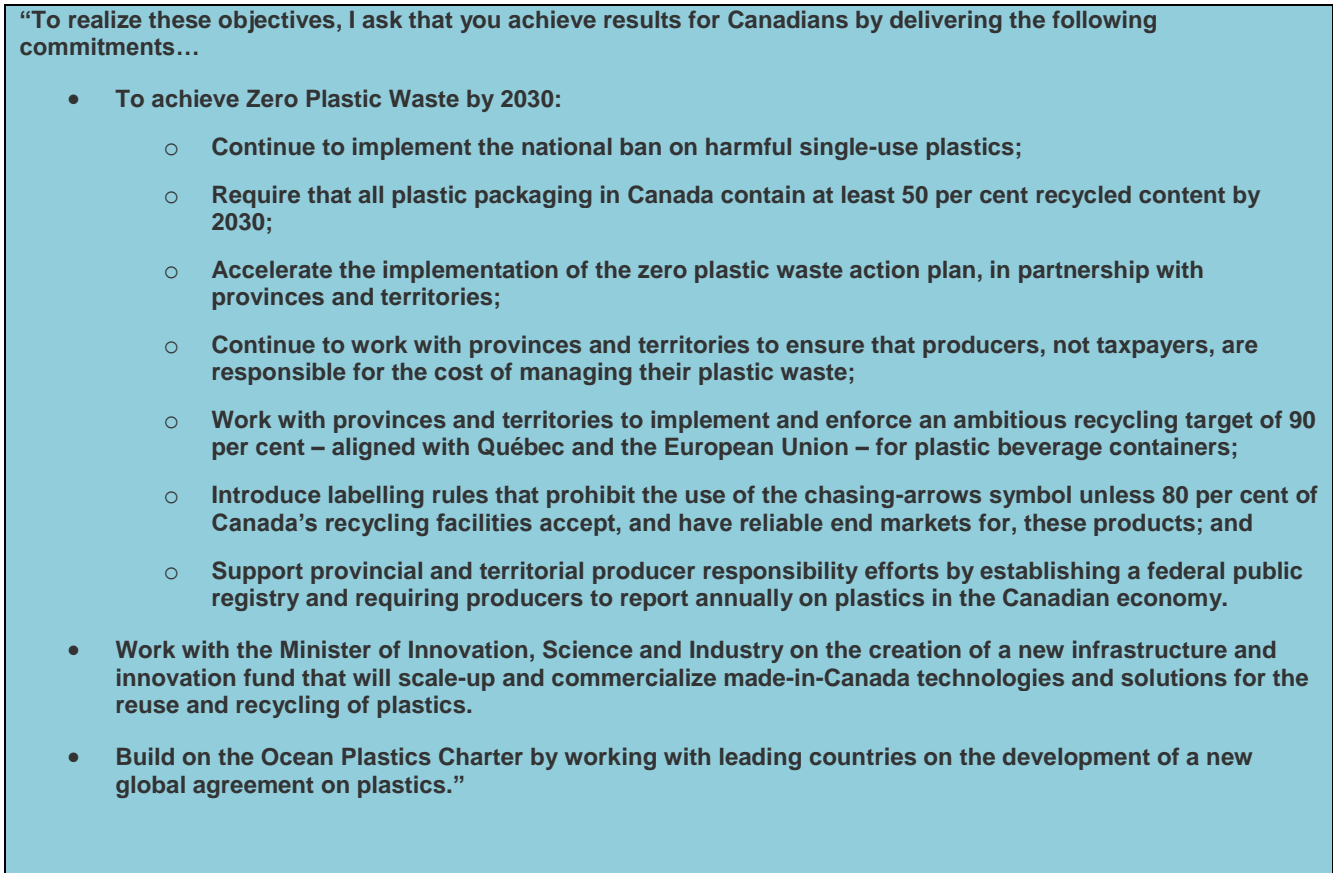 “To realize these objectives, I ask that you achieve results for Canadians by delivering the following
commitments…
• To achieve Zero Plastic Waste by 2030:
o Continue to implement the national ban on harmful single-use plastics;
o Require that all plastic packaging in Canada contain at least 50 per cent recycled content by
2030;
o Accelerate the implementation of the zero plastic waste action plan, in partnership with
provinces and territories;
o Continue to work with provinces and territories to ensure that producers, not taxpayers, are
responsible for the cost of managing their plastic waste;
o Work with provinces and territories to implement and enforce an ambitious recycling target of 90
per cent – aligned with Québec and the European Union – for plastic beverage containers;
o Introduce labelling rules that prohibit the use of the chasing-arrows symbol unless 80 per cent of
Canada’s recycling facilities accept, and have reliable end markets for, these products; and
o Support provincial and territorial producer responsibility efforts by establishing a federal public
registry and requiring producers to report annually on plastics in the Canadian economy.
• Work with the Minister of Innovation, Science and Industry on the creation of a new infrastructure and
innovation fund that will scale-up and commercialize made-in-Canada technologies and solutions for the
reuse and recycling of plastics.
• Build on the Ocean Plastics Charter by working with leading countries on the development of a new
global agreement on plastics.”